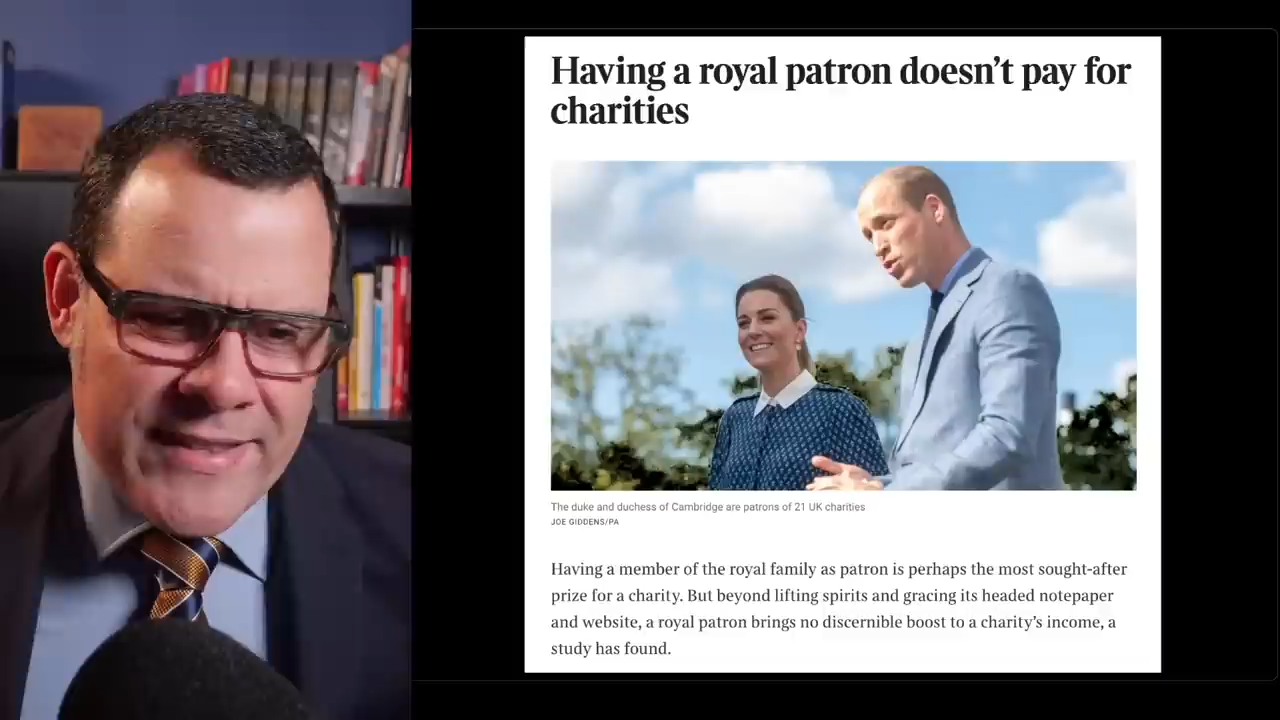 Having a royal patron doesn’t pay for
charities
The duke and duchess of Cambridge are patrons of 21 UK charities
JOE GIDDENS/PA
Having a member of the royal family as patron is perhaps the most sought-after
prize for a charity. But beyond lifting spirits and gracing its headed notepaper
and website, a royal patron brings no discernible boost to a charity’s income, a
study has found.